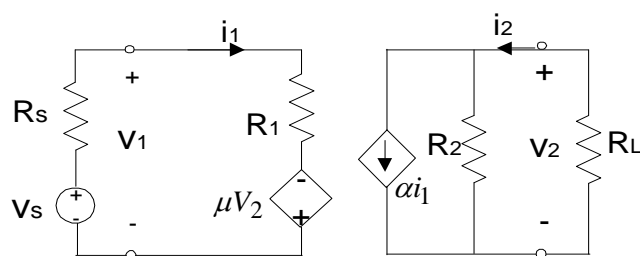 i1
i2
+
+
Rs
R1
R2
RL
v1
v2
-
αi1
+
vs
μV2
-
+
-
-